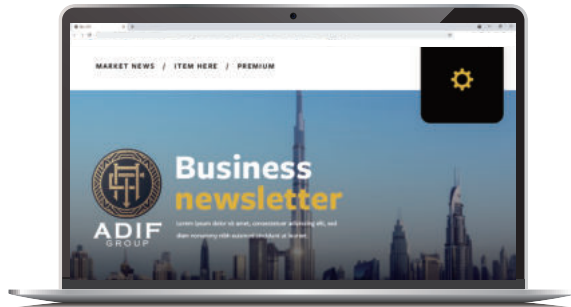 MARKET NEWS / ITEM HERE / PREMIUM
Business
newsletter
Lorem ipsum dolor sit amet, consectetuer adipiscing elit, sed
diam nonummy nibh euismod tincidunt ut laoreet.
ADIF
GROUP